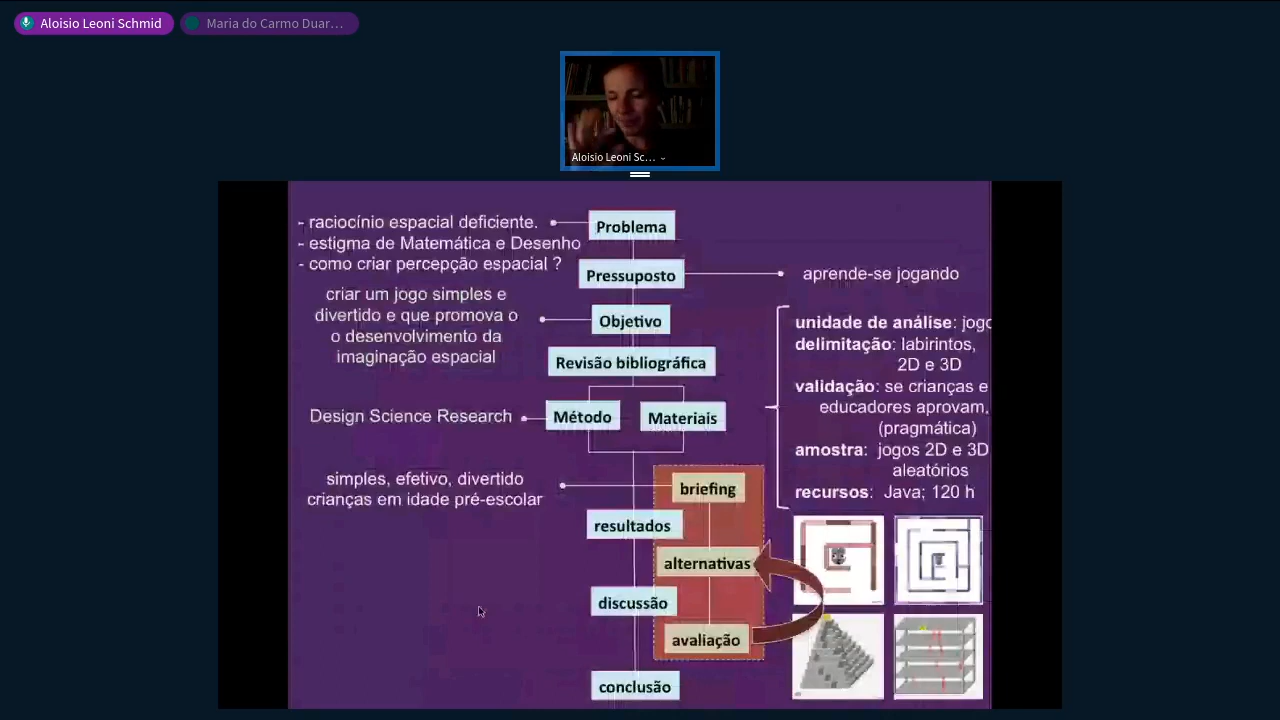 Aloisio Leoni Schmid
Maria do Carmo Duar…
Aloisio Leoni Sc…
- raciocínio espacial deficiente.
- estigma de Matemática e Desenho
- como criar percepção espacial ?
Problema
Pressuposto
aprende-se jogando
criar um jogo simples e
divertido e que promova o
o desenvolvimento da
imaginação espacial
Objetivo
Revisão bibliográfica
Design Science Research
Método
Materiais
unidade de análise: jogo
delimitação: labirintos,
2D e 3D
validação: se crianças e
educadores aprovam,
(pragmática)
amostra: jogos 2D e 3D
aleatórios
recursos: Java; 120 h
simples, efetivo, divertido
crianças em idade pré-escolar
briefing
resultados
alternativas
discussão
avaliação
conclusão